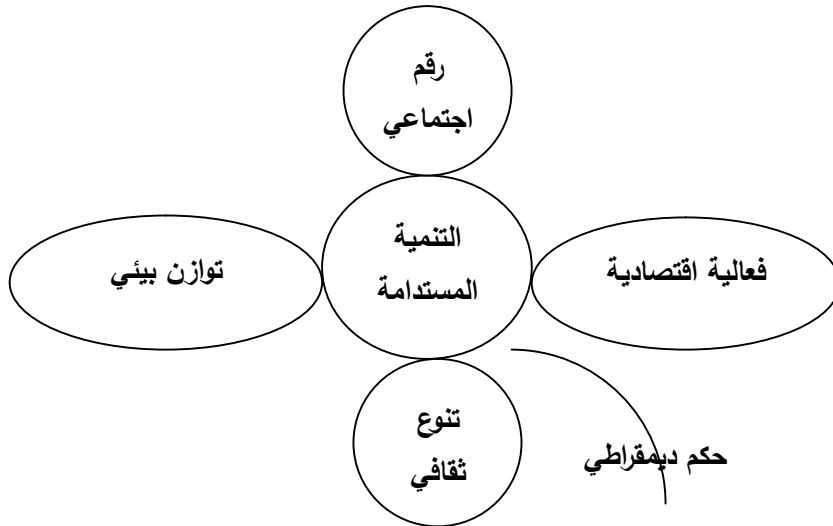 رقم
اجتماعي
التنمية
المستدامة
فعالية اقتصادية
توازن بيئي
تنوع
ثقافي
حكم ديمقراطي